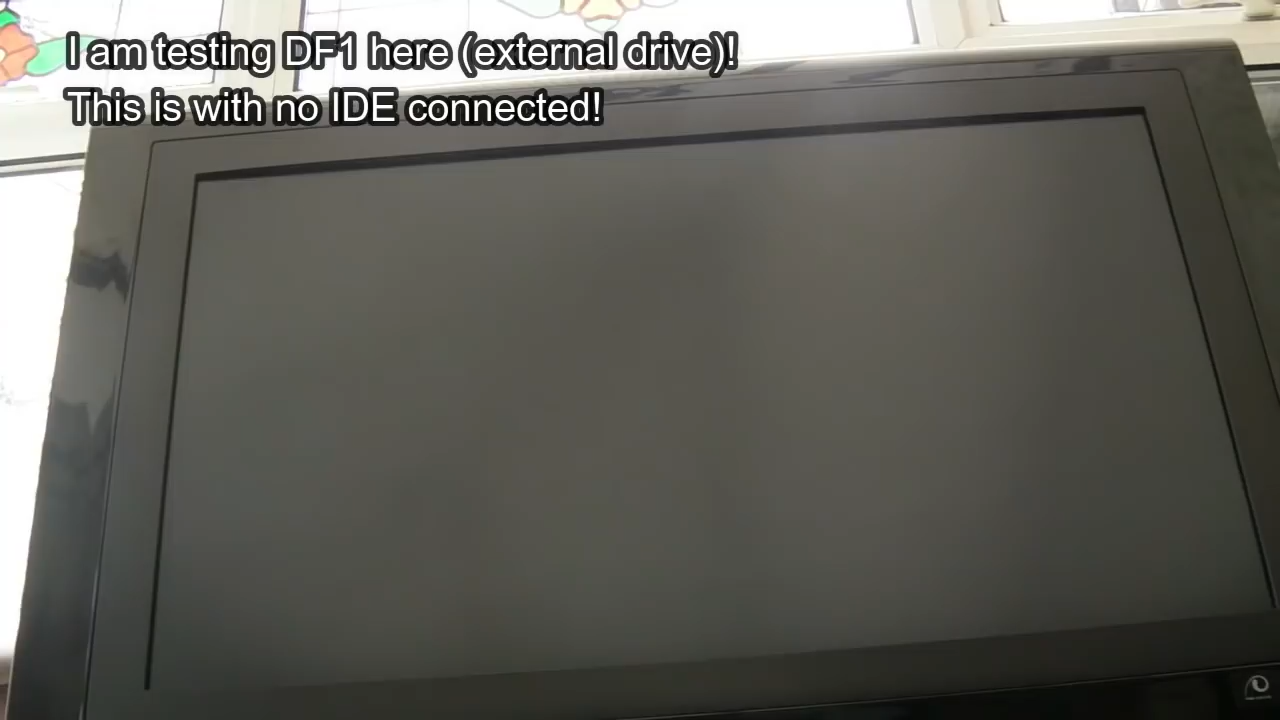 I am testing DF1 here (external drive)!
This is with no IDE connected!